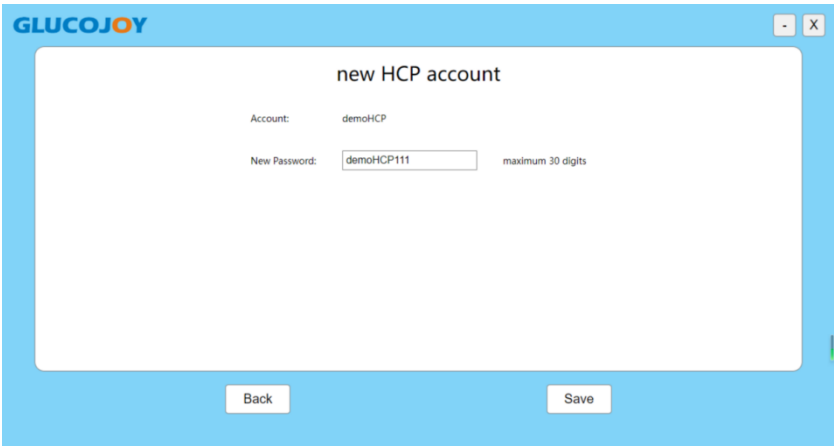 GLUCOJOY
- X
new HCP account
Account: demoHCP
New Password: demoHCP111 maximum 30 digits
Back Save